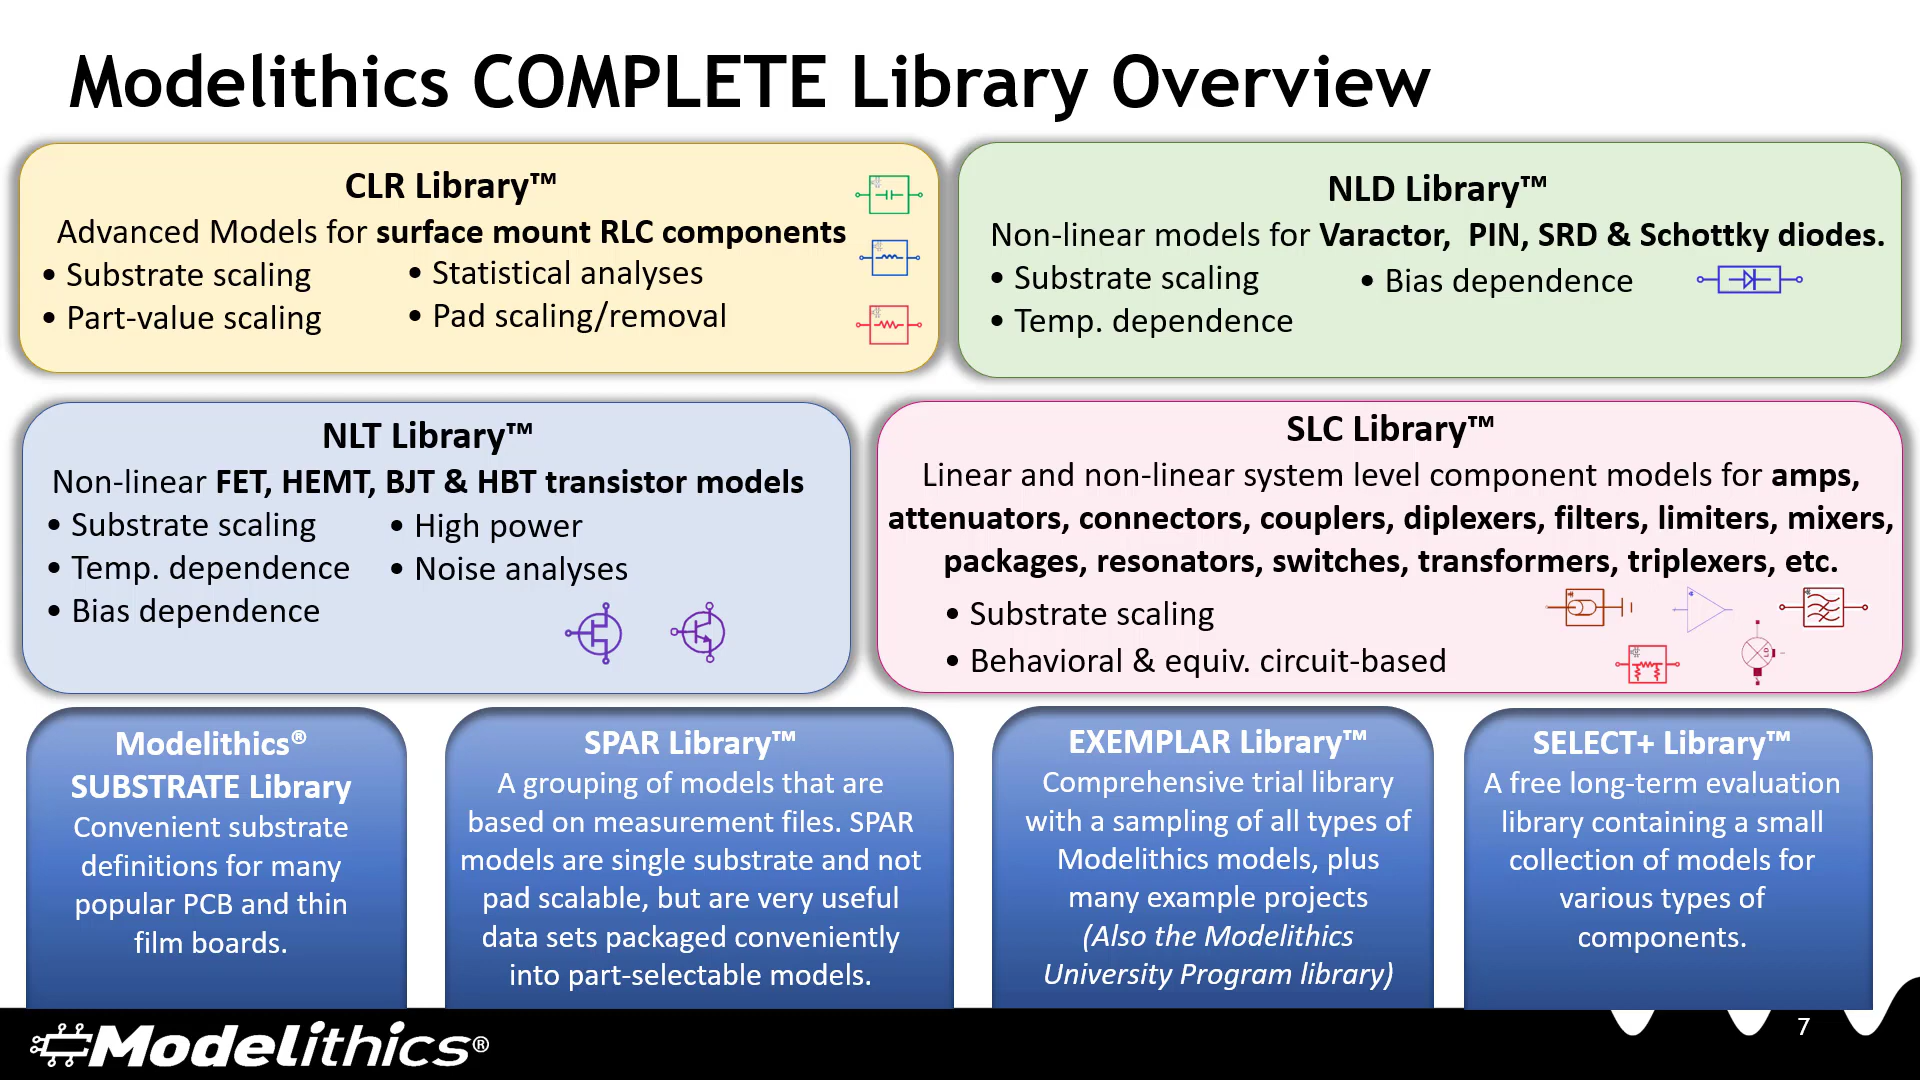 Modelithics COMPLETE Library Overview
CLR Library™
Advanced Models for surface mount RLC components
• Substrate scaling
• Part-value scaling
• Statistical analyses
• Pad scaling/removal
NLD Library™
Non-linear models for Varactor, PIN, SRD & Schottky diodes.
• Substrate scaling
• Temp. dependence
• Bias dependence
NLT Library™
Non-linear FET, HEMT, BJT & HBT transistor models
• Substrate scaling
• Temp. dependence
• Bias dependence
• High power
• Noise analyses
SLC Library™
Linear and non-linear system level component models for amps,
attenuators, connectors, couplers, diplexers, filters, limiters, mixers,
packages, resonators, switches, transformers, triplexers, etc.
• Substrate scaling
• Behavioral & equiv. circuit-based
Modelithics®
SUBSTRATE Library
Convenient substrate
definitions for many
popular PCB and thin
film boards.
SPAR Library™
A grouping of models that are
based on measurement files. SPAR
models are single substrate and not
pad scalable, but are very useful
data sets packaged conveniently
into part-selectable models.
EXEMPLAR Library™
Comprehensive trial library
with a sampling of all types of
Modelithics models, plus
many example projects
(Also the Modelithics
University Program library)
SELECT+ Library™
A free long-term evaluation
library containing a small
collection of models for
various types of
components.
Modelithics®
7